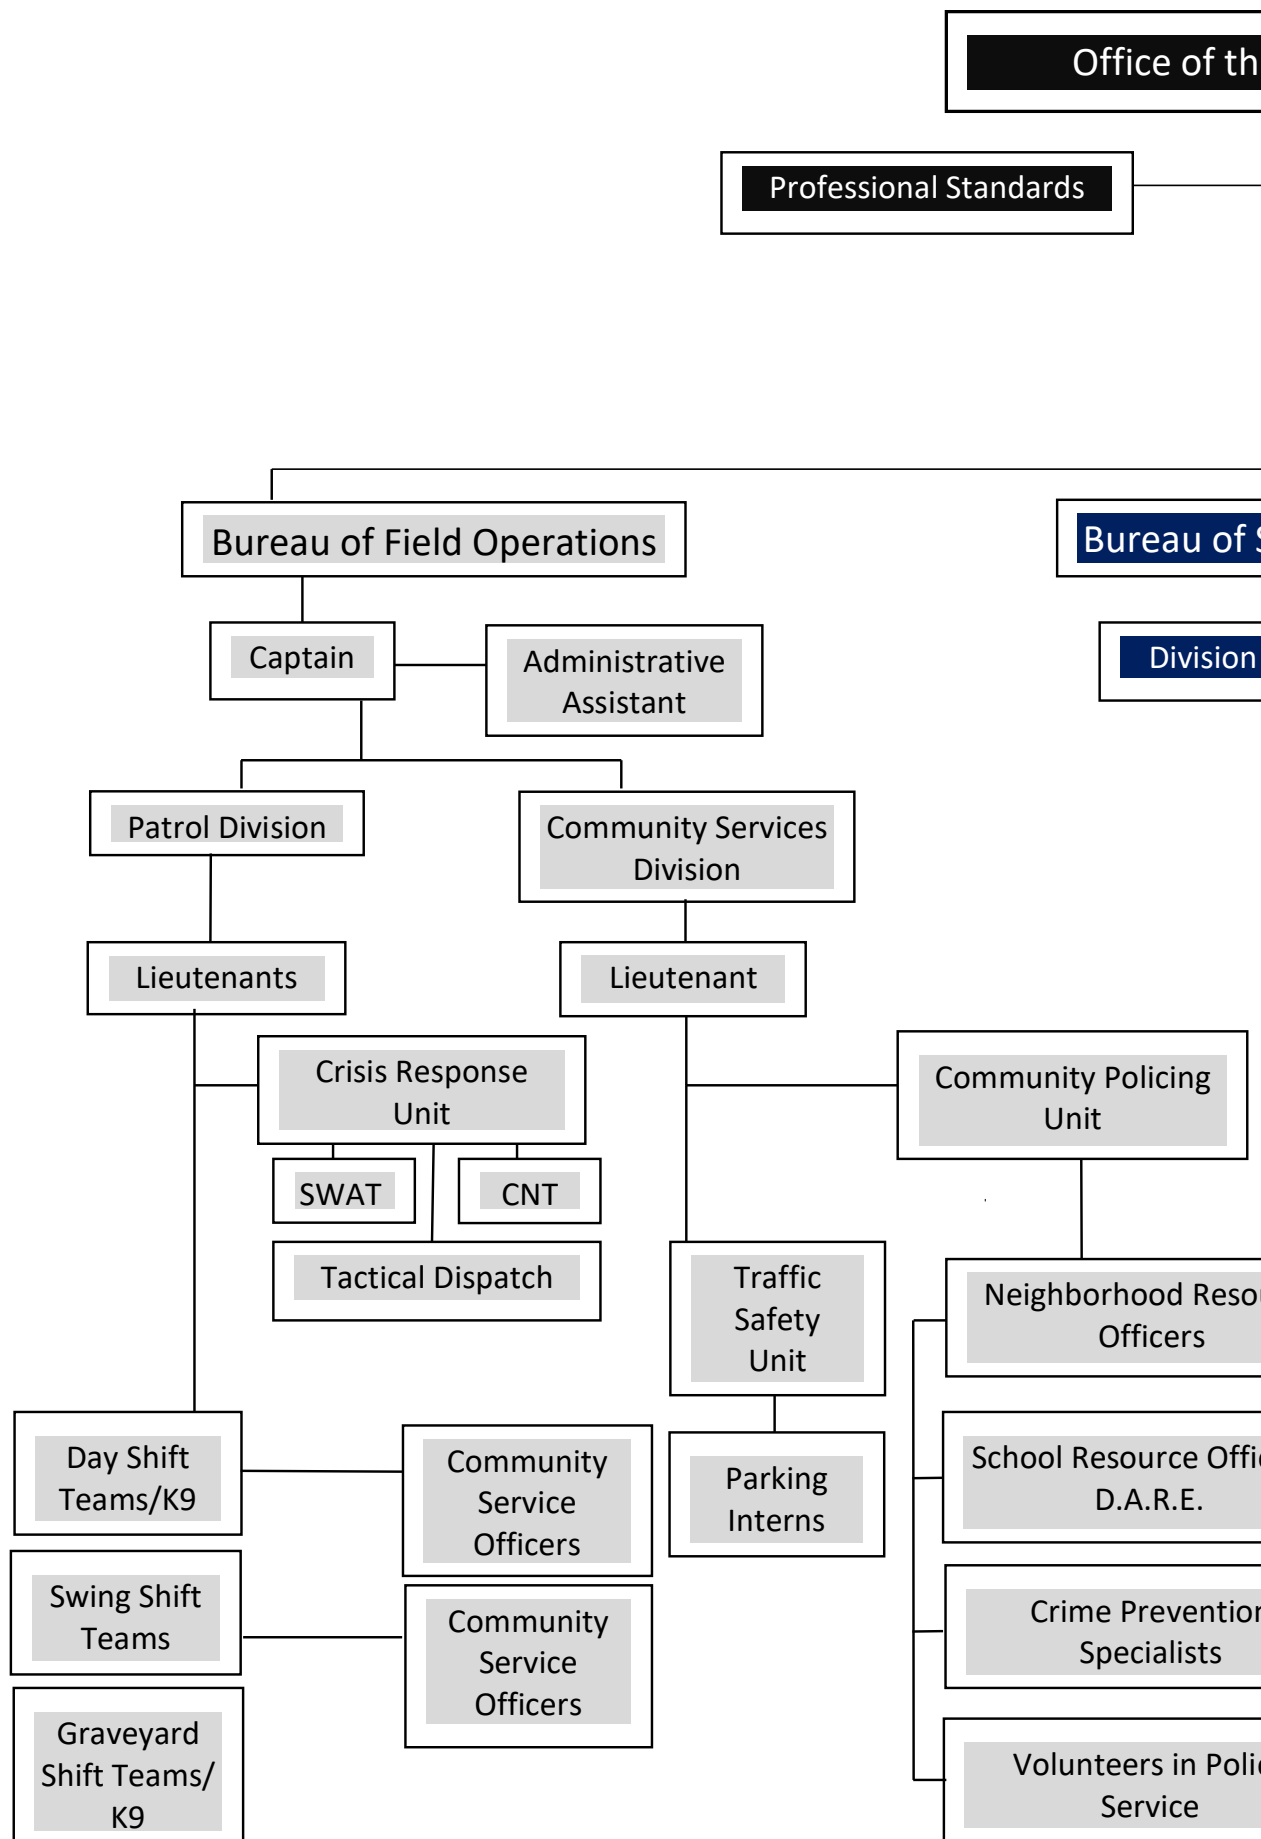 Office of th
Professional Standards
Bureau of Field Operations
Bureau of S
Captain
Administrative
Assistant
Division
Patrol Division
Community Services
Division
Lieutenants
Lieutenant
Crisis Response
Unit
Community Policing
Unit
SWAT
CNT
Tactical Dispatch
Traffic
Safety
Unit
Neighborhood Resou
Officers
Day Shift
Teams/K9
Community
Service
Officers
Parking
Interns
School Resource Offi
D.A.R.E.
Swing Shift
Teams
Community
Service
Officers
Crime Prevention
Specialists
Graveyard
Shift Teams/
K9
Volunteers in Polic
Service